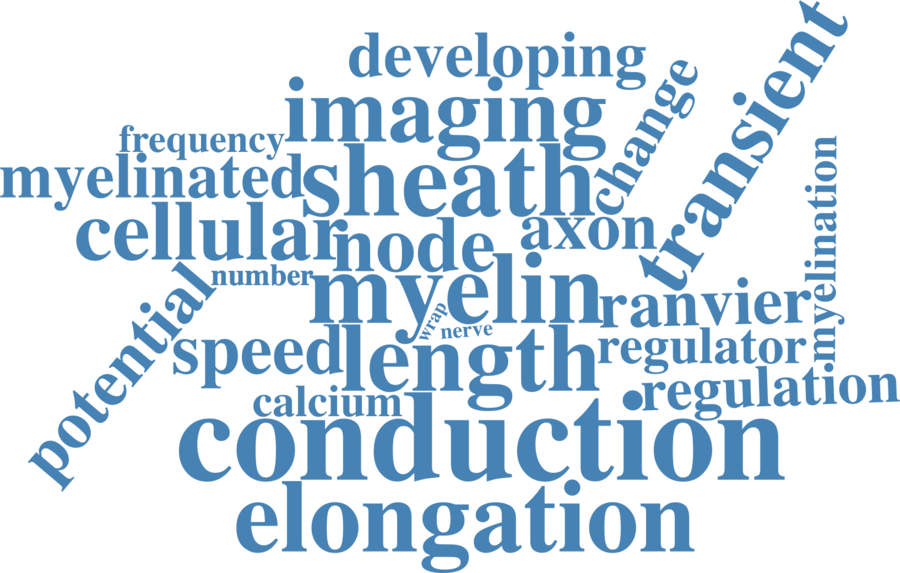 developing
transient
imaging
change
frequency
myelinated
sheath
myelination
cellular
node
axon
number
myelin
ranvier
potential
wrap
nerve
speed
length
regulator
regulation
calcium
conduction
elongation